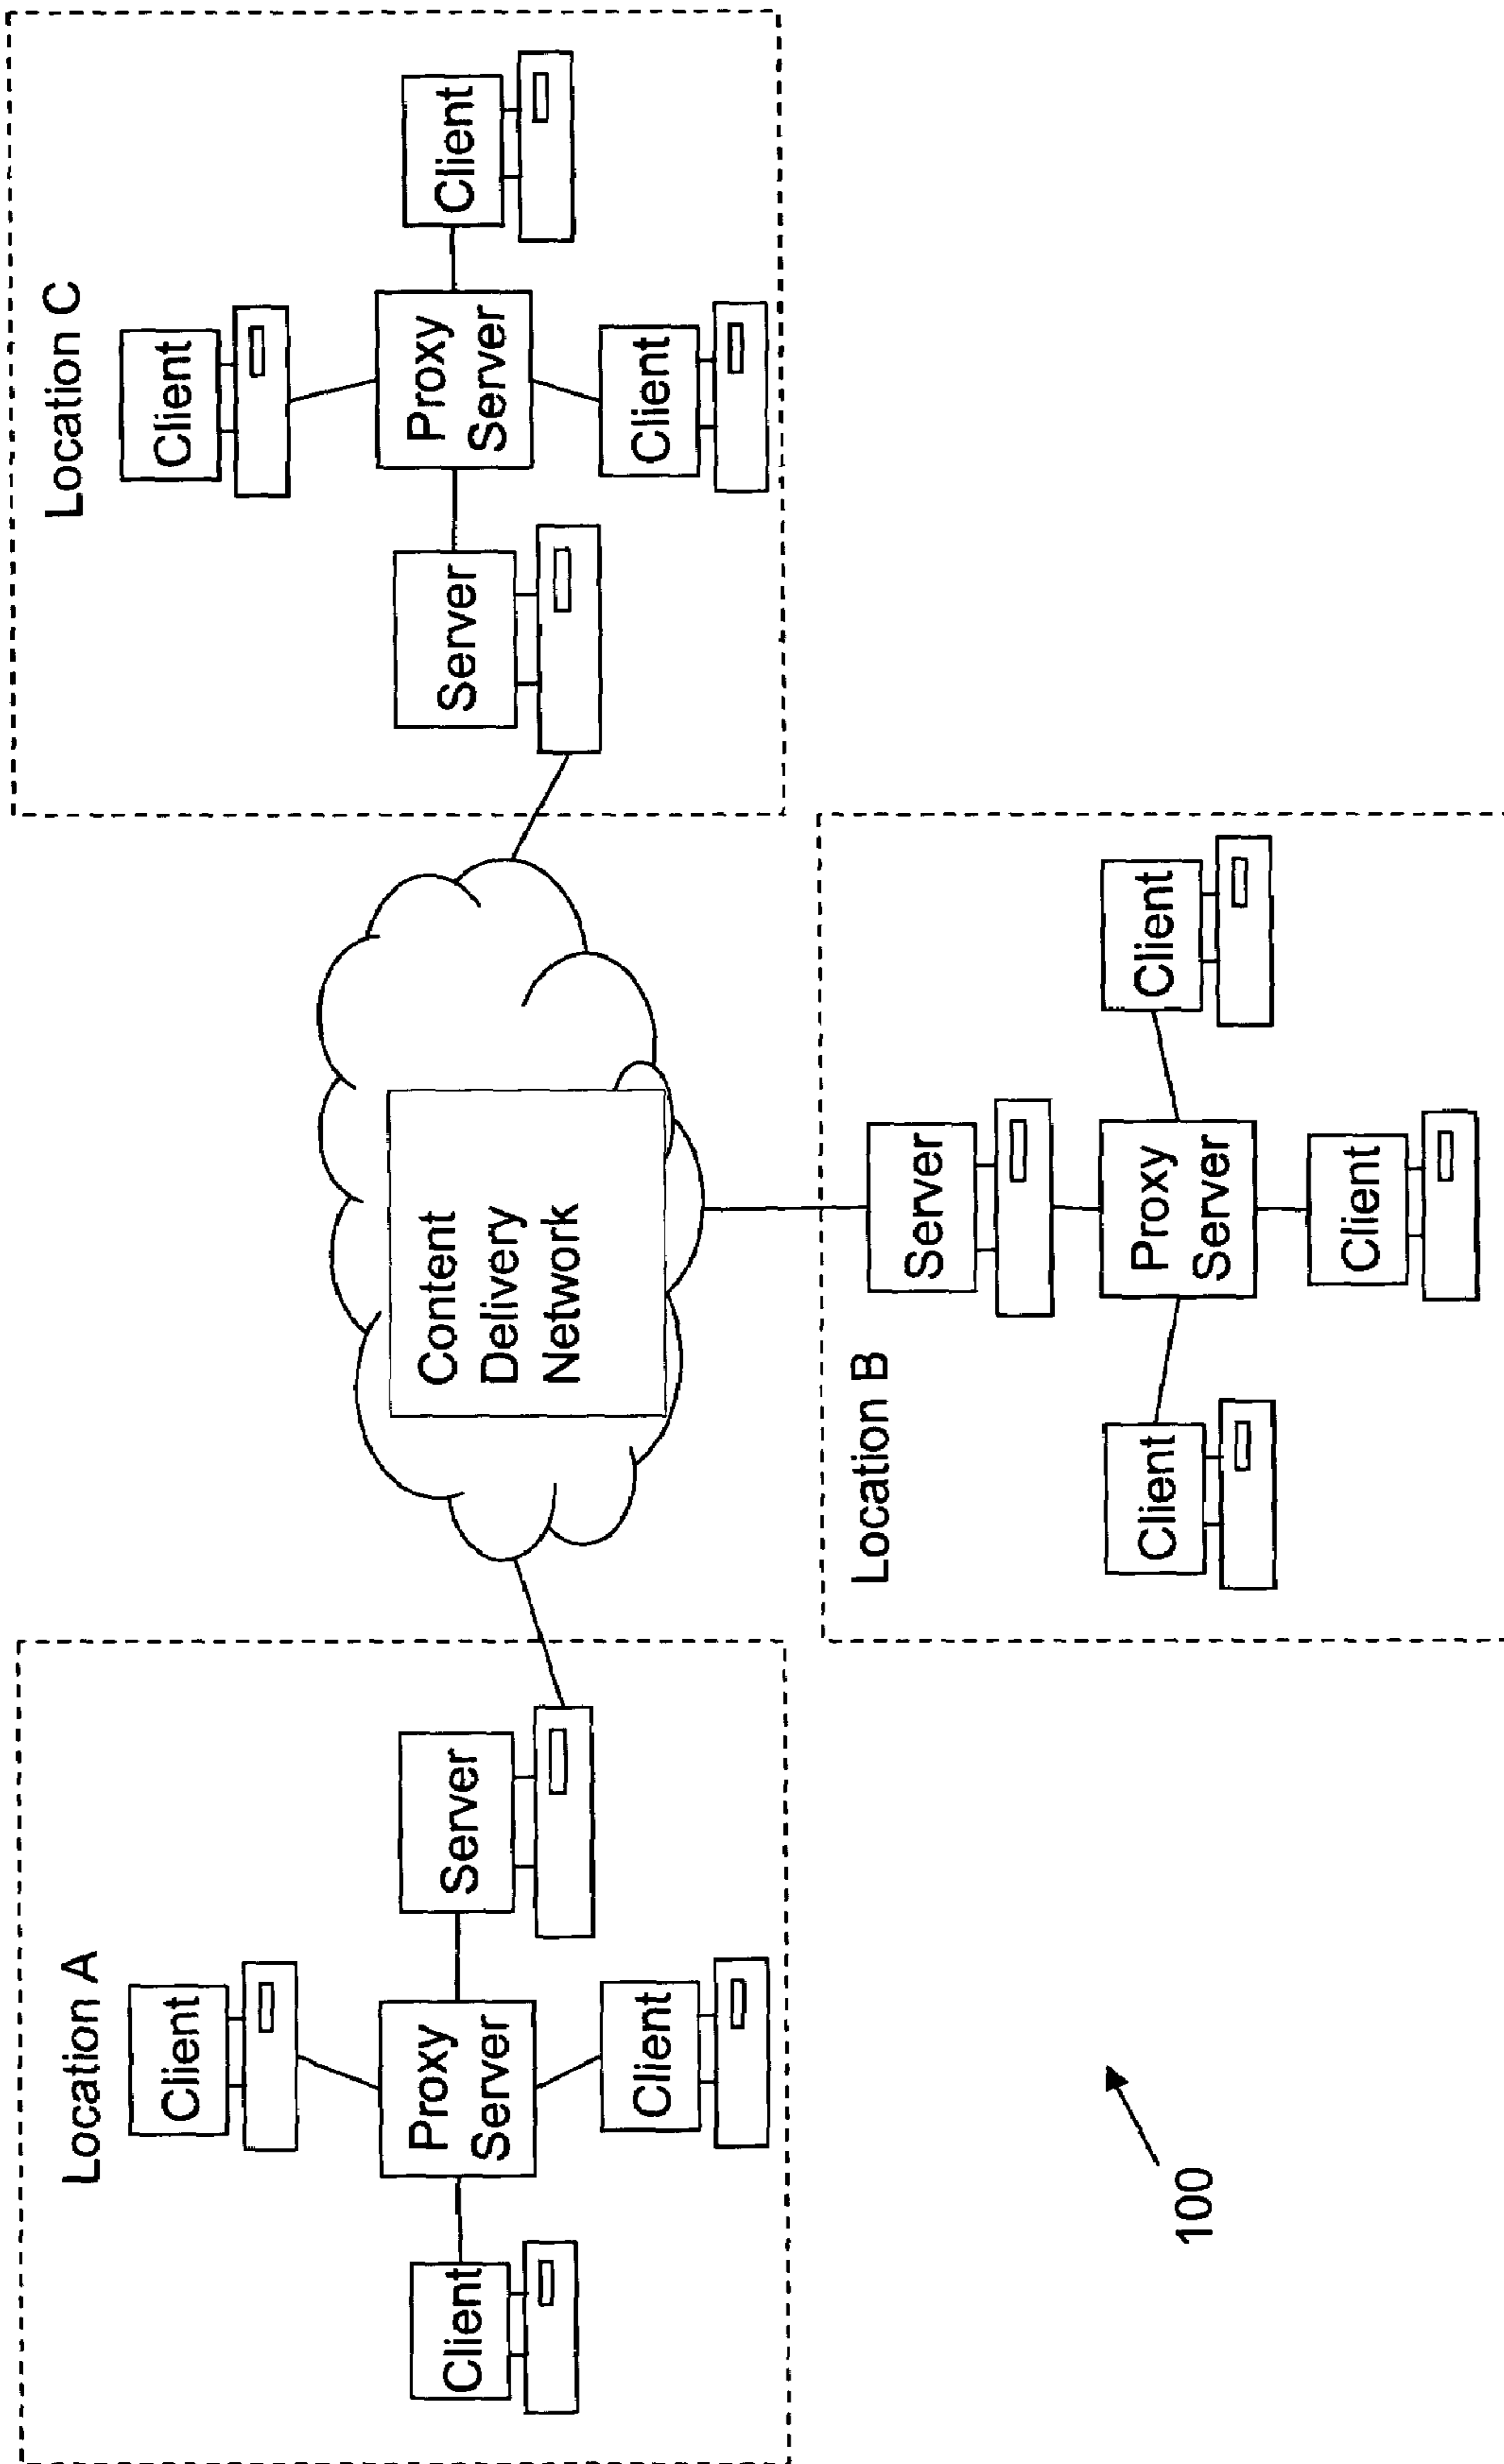 Location A
Client
Client
Proxy
Server
Server
Client
Content
Delivery
Network
Location C
Client
Server
Proxy
Server
Client
Client
Location B
Server
Client
Proxy
Server
Client
Client
100